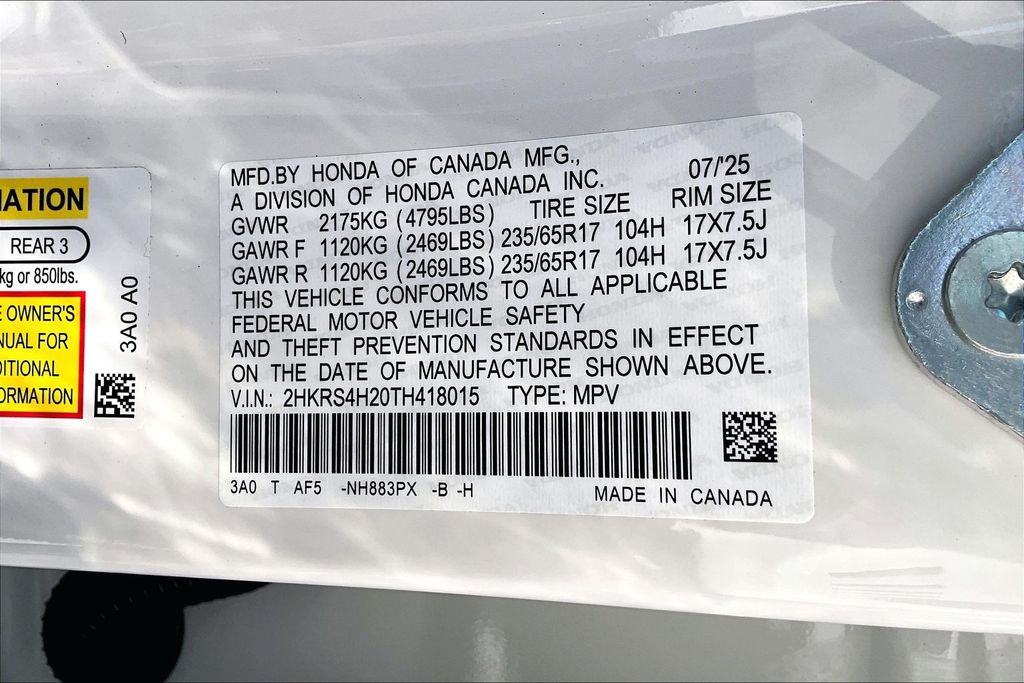 MFD.BY HONDA OF CANADA MFG.,
A DIVISION OF HONDA CANADA INC. 07/'25
GVWR 2175KG (4795LBS) TIRE SIZE RIM SIZE
GAWR F 1120KG (2469LBS) 235/65R17 104H 17X7.5J
GAWR R 1120KG (2469LBS) 235/65R17 104H 17X7.5J
THIS VEHICLE CONFORMS TO ALL APPLICABLE
FEDERAL MOTOR VEHICLE SAFETY
AND THEFT PREVENTION STANDARDS IN EFFECT
ON THE DATE OF MANUFACTURE SHOWN ABOVE.
V.I.N.: 2HKRS4H20TH418015 TYPE: MPV
3A0 T AF5 -NH883PX -B -H MADE IN CANADA
REAR 3
kg or 850lbs.
OWNER'S
FOR
3A0 A0